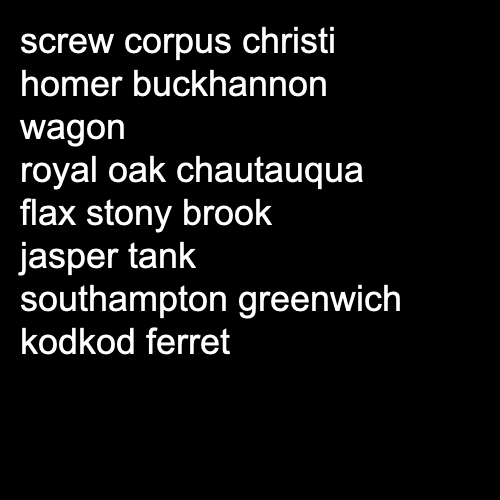 screw corpus christi
homer buckhannon
wagon
royal oak chautauqua
flax stony brook
jasper tank
southampton greenwich
kodkod ferret